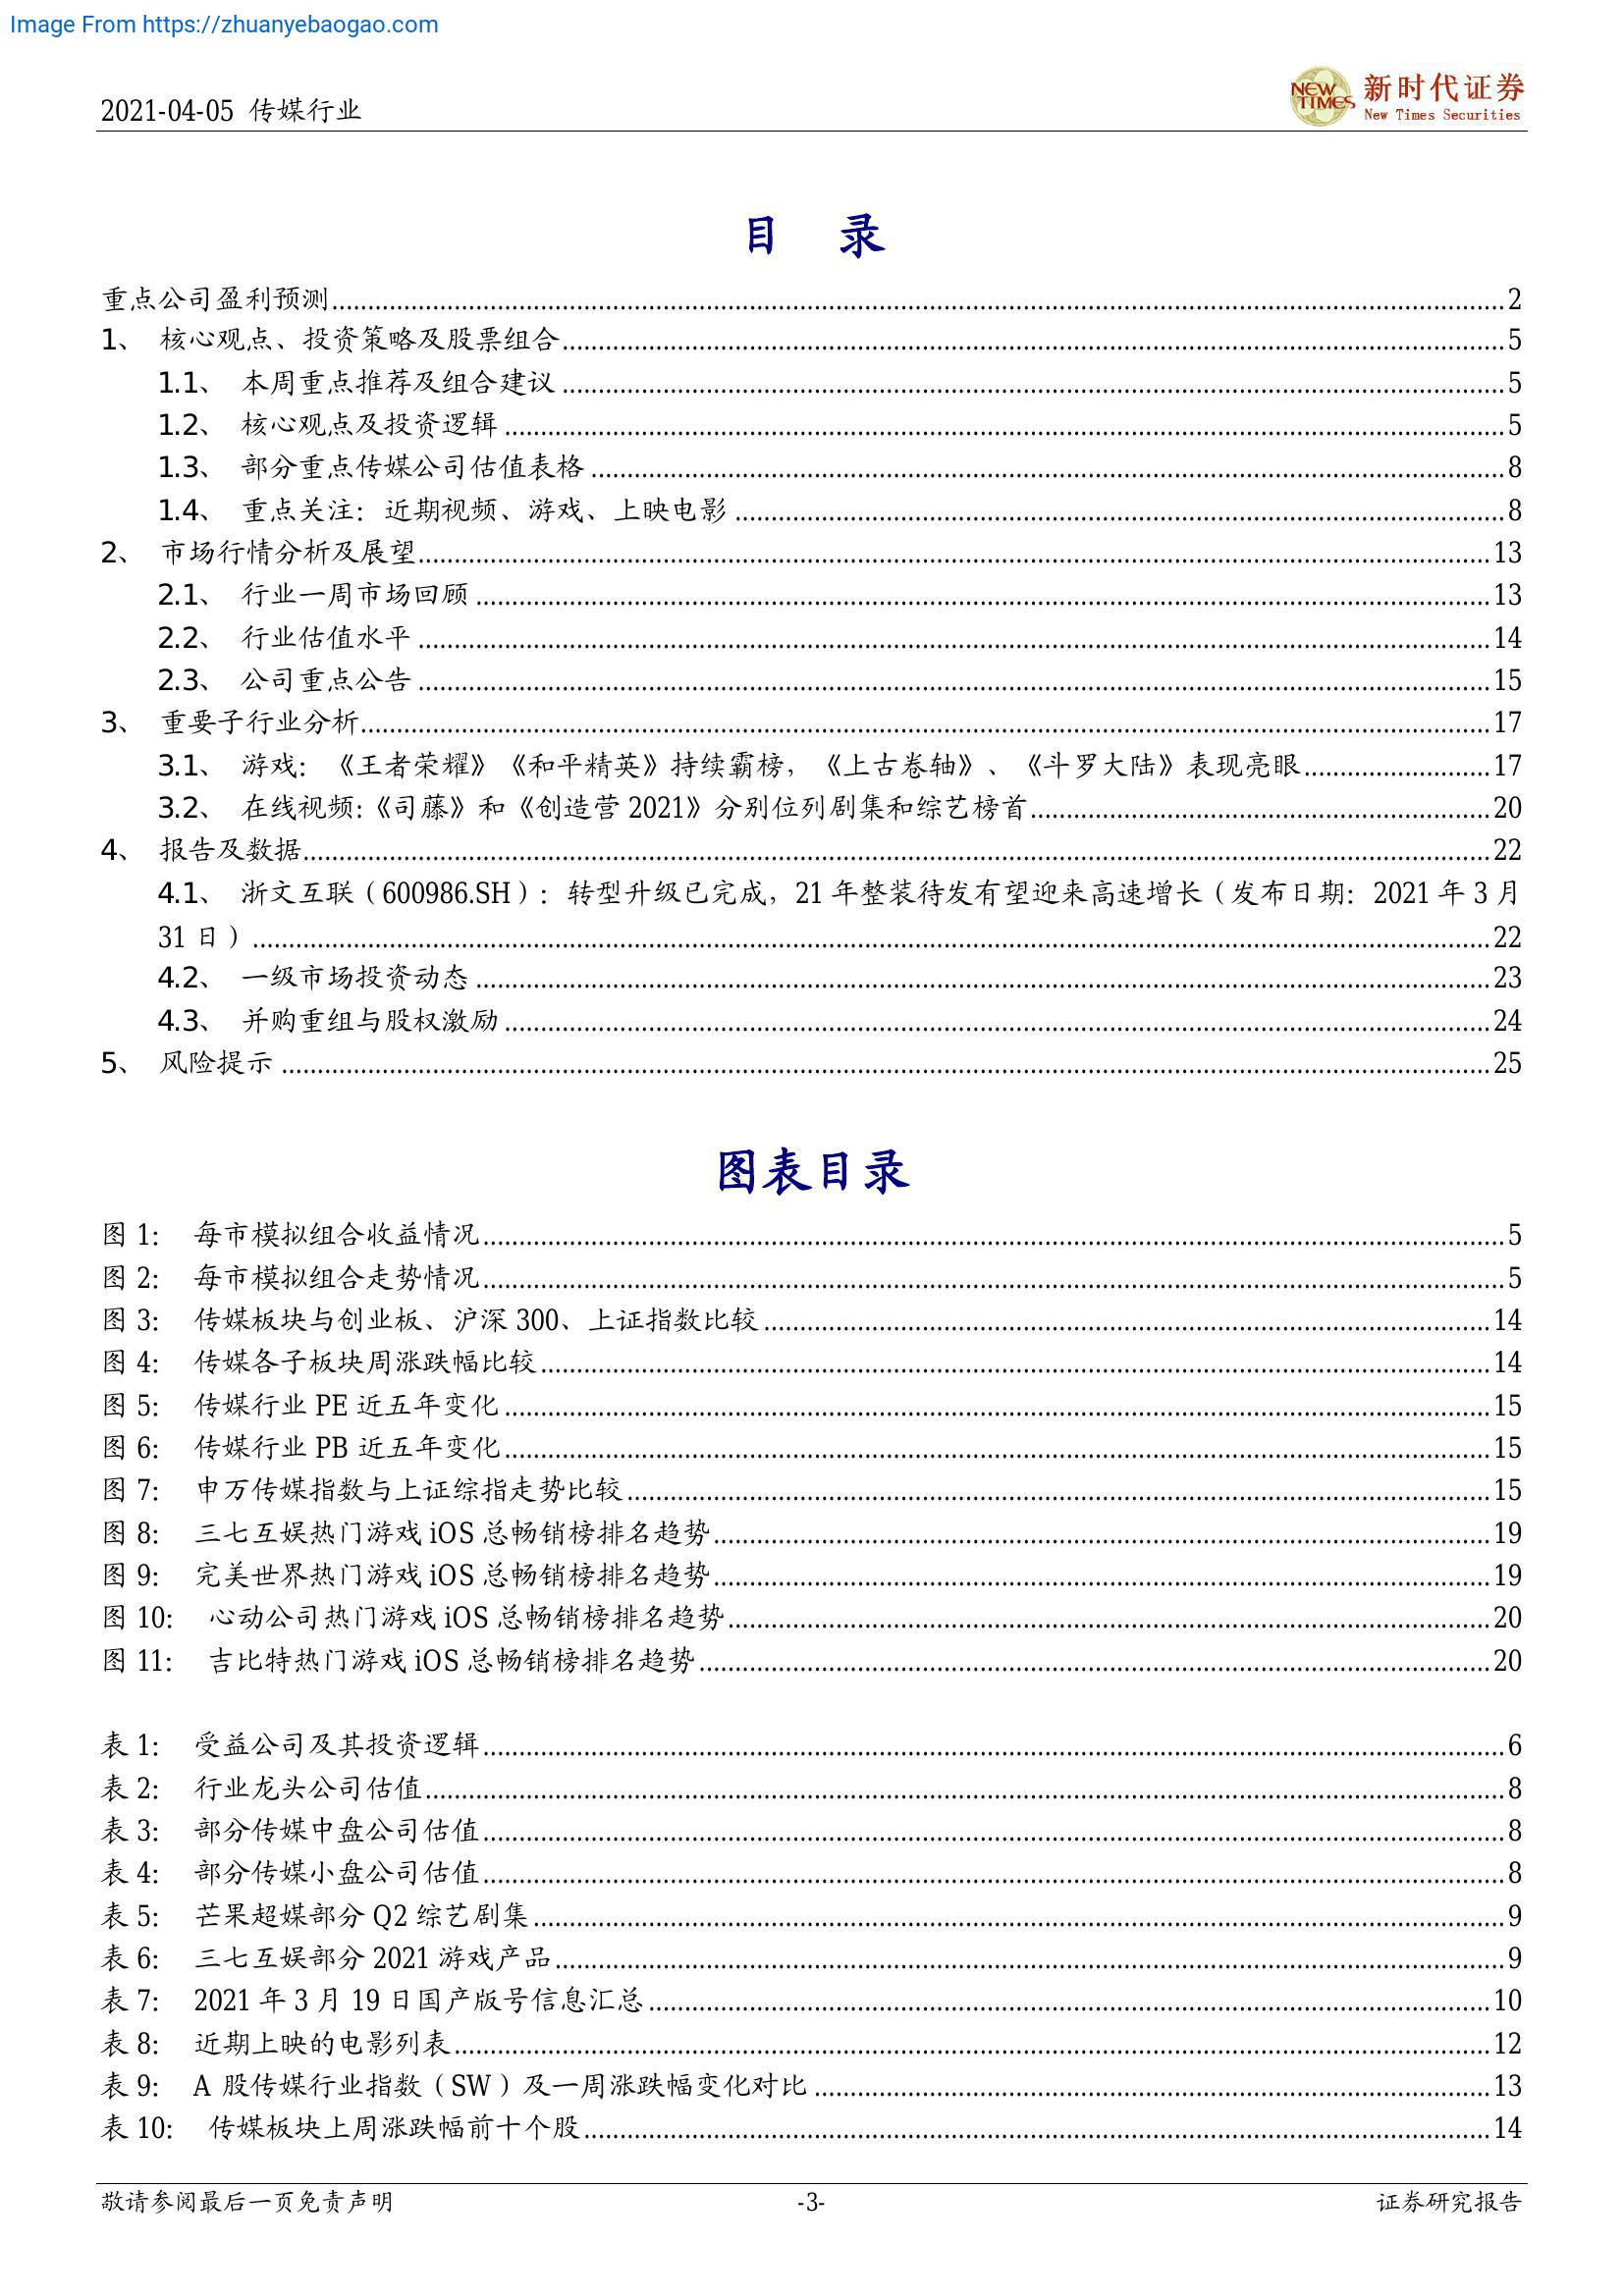 Image From https://zhuanyebaogao.com
2021-04-05 传媒行业
NEW TIMES
新时代证券
New Times Securities
目 录
重点公司盈利预测 2
1、 核心观点、投资策略及股票组合 5
1.1、 本周重点推荐及组合建议 5
1.2、 核心观点及投资逻辑 5
1.3、 部分重点传媒公司估值表格 8
1.4、 重点关注：近期视频、游戏、上映电影 8
2、 市场行情分析及展望 13
2.1、 行业一周市场回顾 13
2.2、 行业估值水平 14
2.3、 公司重点公告 15
3、 重要子行业分析 17
3.1、 游戏：《王者荣耀》《和平精英》持续霸榜，《上古卷轴》、《斗罗大陆》表现亮眼 17
3.2、 在线视频：《司藤》和《创造营 2021》分别位列剧集和综艺榜首 20
4、 报告及数据 22
4.1、 浙文互联（600986.SH）：转型升级已完成，21 年整装待发有望迎来高速增长（发布日期：2021 年 3 月
31 日） 22
4.2、 一级市场投资动态 23
4.3、 并购重组与股权激励 24
5、 风险提示 25
图表目录
图 1： 每市模拟组合收益情况 5
图 2： 每市模拟组合走势情况 5
图 3： 传媒板块与创业板、沪深 300、上证指数比较 14
图 4： 传媒各子板块周涨跌幅比较 14
图 5： 传媒行业 PE 近五年变化 15
图 6： 传媒行业 PB 近五年变化 15
图 7： 申万传媒指数与上证综指走势比较 15
图 8： 三七互娱热门游戏 iOS 总畅销榜排名趋势 19
图 9： 完美世界热门游戏 iOS 总畅销榜排名趋势 19
图 10： 心动公司热门游戏 iOS 总畅销榜排名趋势 20
图 11： 吉比特热门游戏 iOS 总畅销榜排名趋势 20
表 1： 受益公司及其投资逻辑 6
表 2： 行业龙头公司估值 8
表 3： 部分传媒中盘公司估值 8
表 4： 部分传媒小盘公司估值 8
表 5： 芒果超媒部分 Q2 综艺剧集 9
表 6： 三七互娱部分 2021 游戏产品 9
表 7： 2021 年 3 月 19 日国产版号信息汇总 10
表 8： 近期上映的电影列表 12
表 9： A 股传媒行业指数（SW）及一周涨跌幅变化对比 13
表 10： 传媒板块上周涨跌幅前十个股 14
敬请参阅最后一页免责声明 -3- 证券研究报告